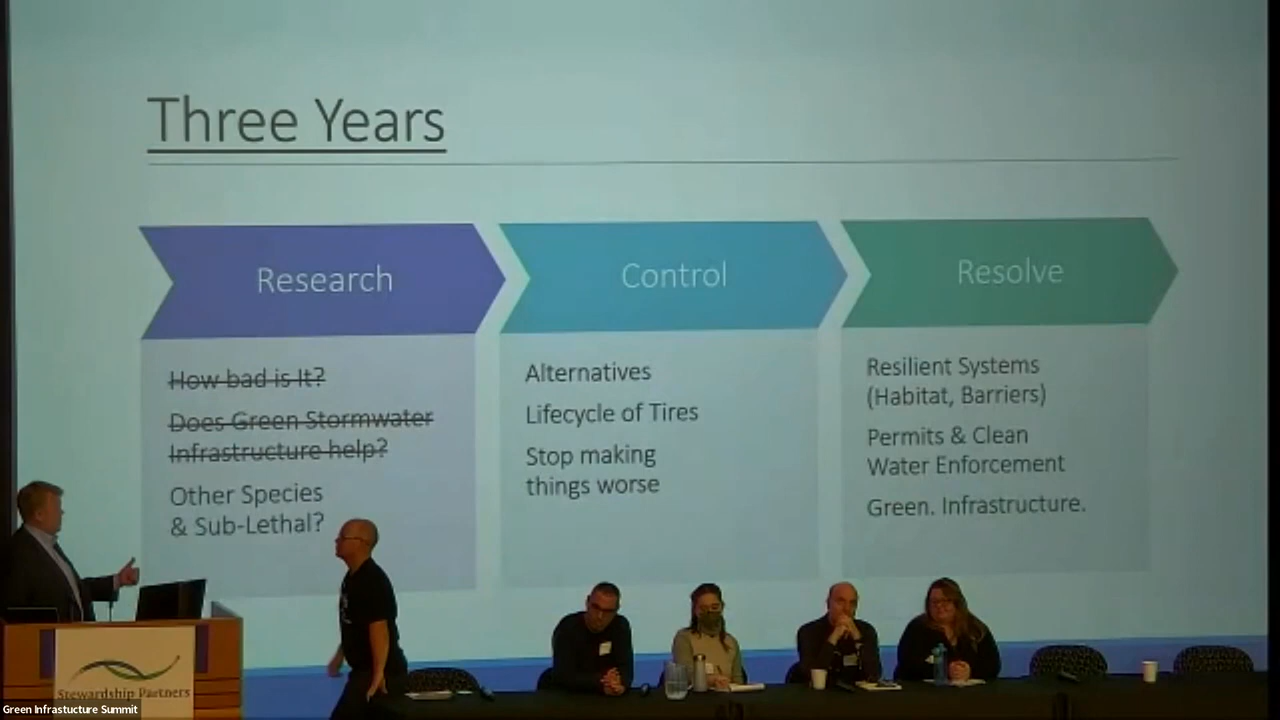 Three Years
Research
Control
Resolve
How bad is It?
Does Green Stormwater
Infrastructure help?
Other Species
& Sub-Lethal?
Alternatives
Lifecycle of Tires
Stop making
things worse
Resilient Systems
(Habitat, Barriers)
Permits & Clean
Water Enforcement
Green. Infrastructure.
Stewardship Partners
Green Infrastucture Summit